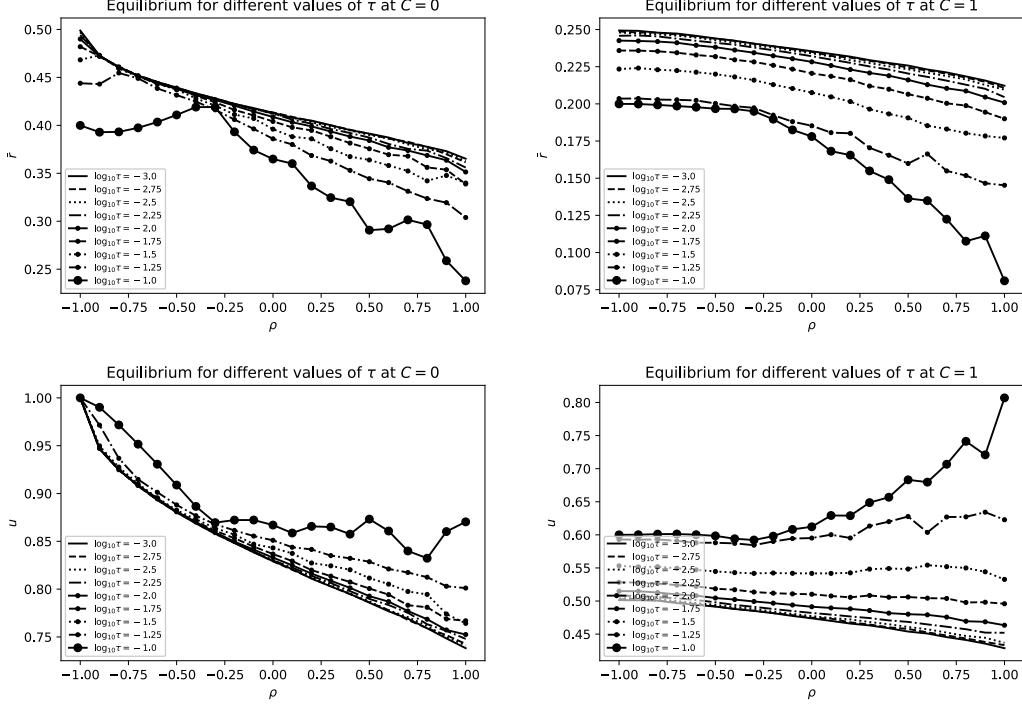 Equilibrium for different values of τ at C = 0
0.50
0.45
0.40
0.35
0.30
0.25
r̄
log₁₀τ = −3.0
log₁₀τ = −2.75
log₁₀τ = −2.5
log₁₀τ = −2.25
log₁₀τ = −2.0
log₁₀τ = −1.75
log₁₀τ = −1.5
log₁₀τ = −1.25
log₁₀τ = −1.0
−1.00 −0.75 −0.50 −0.25 0.00 0.25 0.50 0.75 1.00
ρ
Equilibrium for different values of τ at C = 1
0.250
0.225
0.200
0.175
0.150
0.125
0.100
0.075
r̄
log₁₀τ = −3.0
log₁₀τ = −2.75
log₁₀τ = −2.5
log₁₀τ = −2.25
log₁₀τ = −2.0
log₁₀τ = −1.75
log₁₀τ = −1.5
log₁₀τ = −1.25
log₁₀τ = −1.0
−1.00 −0.75 −0.50 −0.25 0.00 0.25 0.50 0.75 1.00
ρ
Equilibrium for different values of τ at C = 0
1.00
0.95
0.90
0.85
0.80
0.75
u
log₁₀τ = −3.0
log₁₀τ = −2.75
log₁₀τ = −2.5
log₁₀τ = −2.25
log₁₀τ = −2.0
log₁₀τ = −1.75
log₁₀τ = −1.5
log₁₀τ = −1.25
log₁₀τ = −1.0
−1.00 −0.75 −0.50 −0.25 0.00 0.25 0.50 0.75 1.00
ρ
Equilibrium for different values of τ at C = 1
0.80
0.75
0.70
0.65
0.60
0.55
0.50
0.45
u
log₁₀τ = −3.0
log₁₀τ = −2.75
log₁₀τ = −2.5
log₁₀τ = −2.25
log₁₀τ = −2.0
log₁₀τ = −1.75
log₁₀τ = −1.5
log₁₀τ = −1.25
log₁₀τ = −1.0
−1.00 −0.75 −0.50 −0.25 0.00 0.25 0.50 0.75 1.00
ρ